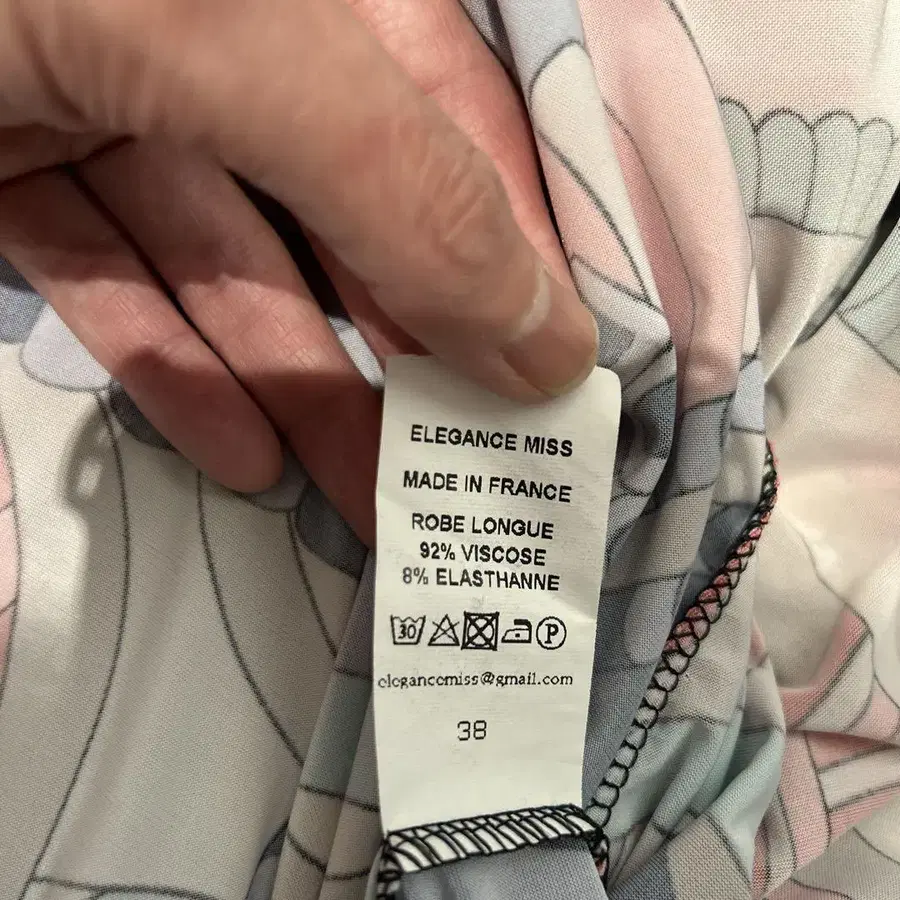 ELEGANCE MISS
MADE IN FRANCE
ROBE LONGUE
92% VISCOSE
8% ELASTHANNE
30 P
elegancemiss@gmail.com
38